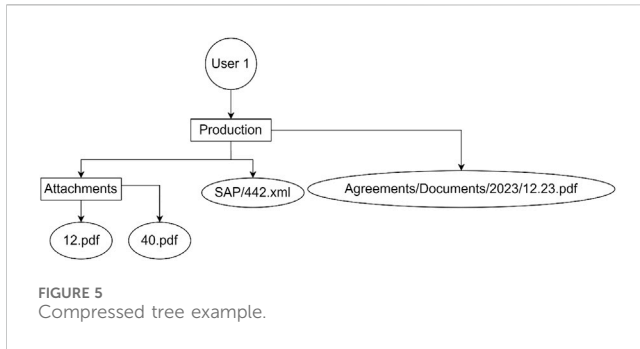 User 1
Production
Attachments
SAP/442.xml
Agreements/Documents/2023/12.23.pdf
12.pdf
40.pdf
FIGURE 5
Compressed tree example.